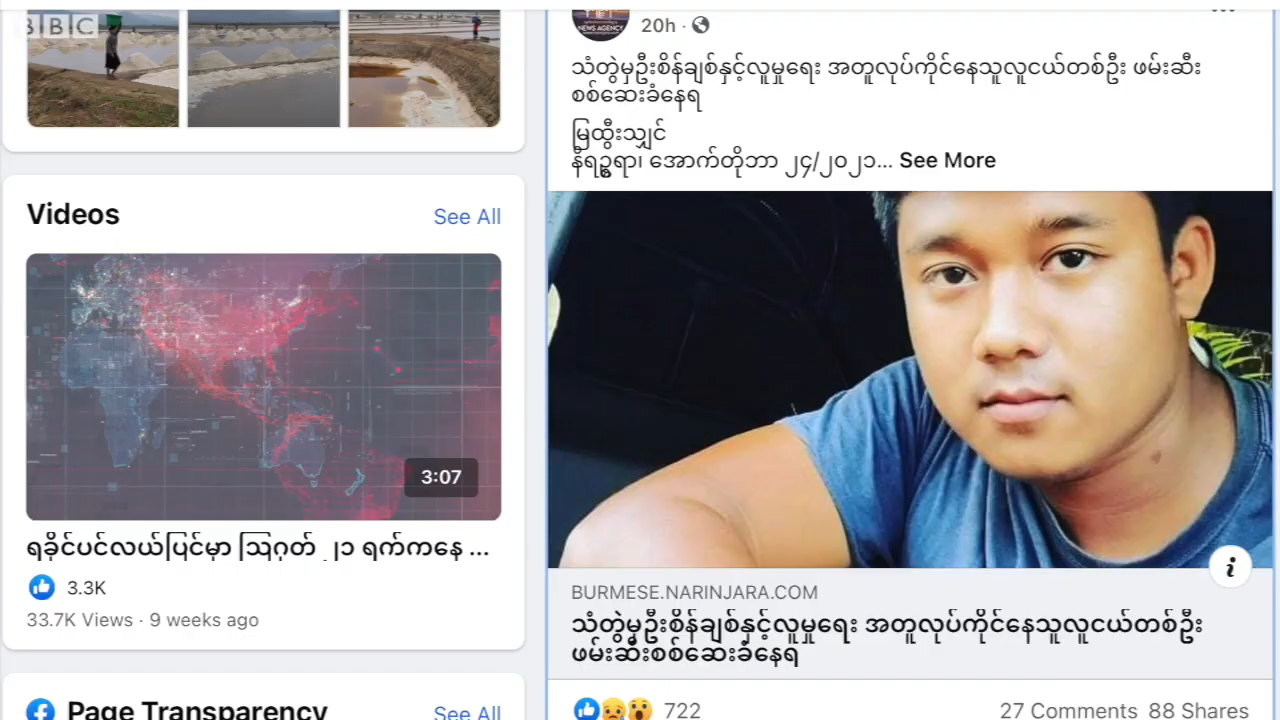 BBC
Videos
See All
3:07
ရခိုင်ပင်လယ်ပြင်မှာ ဩဂုတ် ၂၁ ရက်ကနေ ...
3.3K
33.7K Views · 9 weeks ago
Page Transparency
See All
NEWS AGENCY
20h ·
သံတွဲမှဦးစိန်ချစ်နှင့်လူမှုရေး အတူလုပ်ကိုင်နေသူလူငယ်တစ်ဦး ဖမ်းဆီး
စစ်ဆေးခံနေရ
မြထွီးသျှင်
နိရဉ္စရာ၊ အောက်တိုဘာ ၂၄/၂၀၂၁... See More
BURMESE.NARINJARA.COM
သံတွဲမှဦးစိန်ချစ်နှင့်လူမှုရေး အတူလုပ်ကိုင်နေသူလူငယ်တစ်ဦး
ဖမ်းဆီးစစ်ဆေးခံနေရ
722
27 Comments 88 Shares